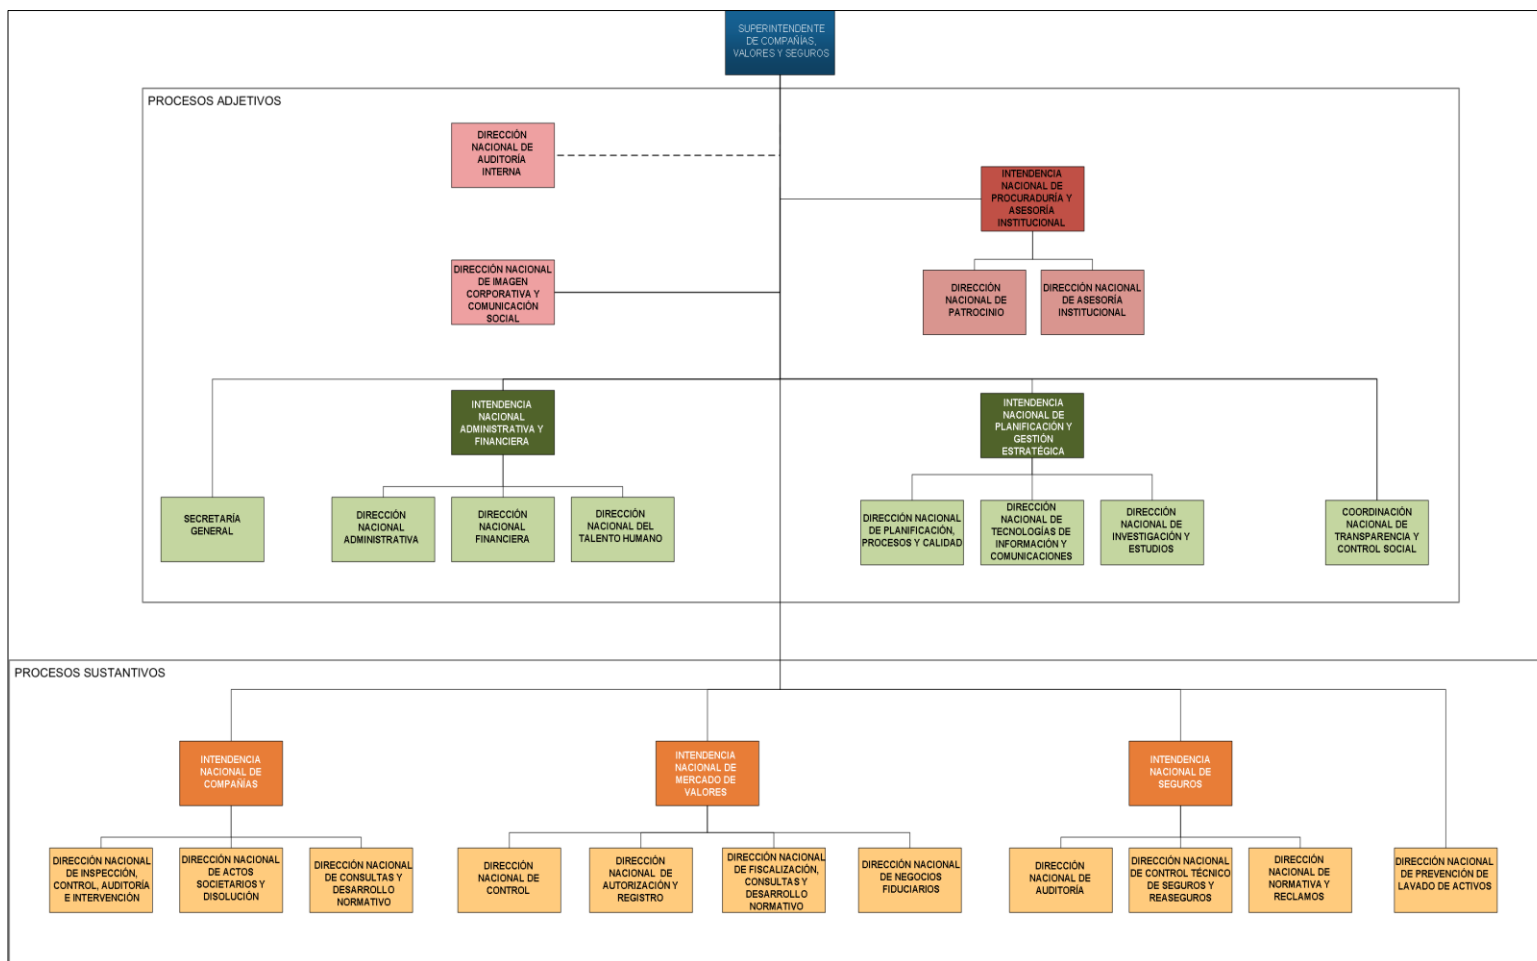 SUPERINTENDENTE
DE COMPAÑÍAS,
VALORES Y SEGUROS
PROCESOS ADJETIVOS
DIRECCIÓN
NACIONAL DE
AUDITORÍA
INTERNA
INTENDENCIA
NACIONAL DE
PROCURADURÍA Y
ASESORÍA
INSTITUCIONAL
DIRECCIÓN NACIONAL
DE IMAGEN
CORPORATIVA Y
COMUNICACIÓN
SOCIAL
DIRECCIÓN
NACIONAL DE
PATROCINIO
DIRECCIÓN NACIONAL
DE ASESORÍA
INSTITUCIONAL
INTENDENCIA
NACIONAL
ADMINISTRATIVA Y
FINANCIERA
INTENDENCIA
NACIONAL DE
PLANIFICACIÓN Y
GESTIÓN
ESTRATÉGICA
SECRETARÍA
GENERAL
DIRECCIÓN
NACIONAL
ADMINISTRATIVA
DIRECCIÓN
NACIONAL
FINANCIERA
DIRECCIÓN
NACIONAL DEL
TALENTO HUMANO
DIRECCIÓN NACIONAL
DE PLANIFICACIÓN,
PROCESOS Y CALIDAD
DIRECCIÓN
NACIONAL DE
TECNOLOGÍAS DE
INFORMACIÓN Y
COMUNICACIONES
DIRECCIÓN
NACIONAL DE
INVESTIGACIÓN Y
ESTUDIOS
COORDINACIÓN
NACIONAL DE
TRANSPARENCIA Y
CONTROL SOCIAL
PROCESOS SUSTANTIVOS
INTENDENCIA
NACIONAL DE
COMPAÑÍAS
INTENDENCIA
NACIONAL DE
MERCADO DE
VALORES
INTENDENCIA
NACIONAL DE
SEGUROS
DIRECCIÓN NACIONAL
DE INSPECCIÓN,
CONTROL, AUDITORÍA
E INTERVENCIÓN
DIRECCIÓN NACIONAL
DE ACTOS
SOCIETARIOS Y
DISOLUCIÓN
DIRECCIÓN NACIONAL
DE CONSULTAS Y
DESARROLLO
NORMATIVO
DIRECCIÓN
NACIONAL DE
CONTROL
DIRECCIÓN
NACIONAL DE
AUTORIZACIÓN Y
REGISTRO
DIRECCIÓN NACIONAL
DE FISCALIZACIÓN,
CONSULTAS Y
DESARROLLO
NORMATIVO
DIRECCIÓN NACIONAL
DE NEGOCIOS
FIDUCIARIOS
DIRECCIÓN
NACIONAL DE
AUDITORÍA
DIRECCIÓN NACIONAL
DE CONTROL TÉCNICO
DE SEGUROS Y
REASEGUROS
DIRECCIÓN
NACIONAL DE
NORMATIVA Y
RECLAMOS
DIRECCIÓN NACIONAL
DE PREVENCIÓN DE
LAVADO DE ACTIVOS